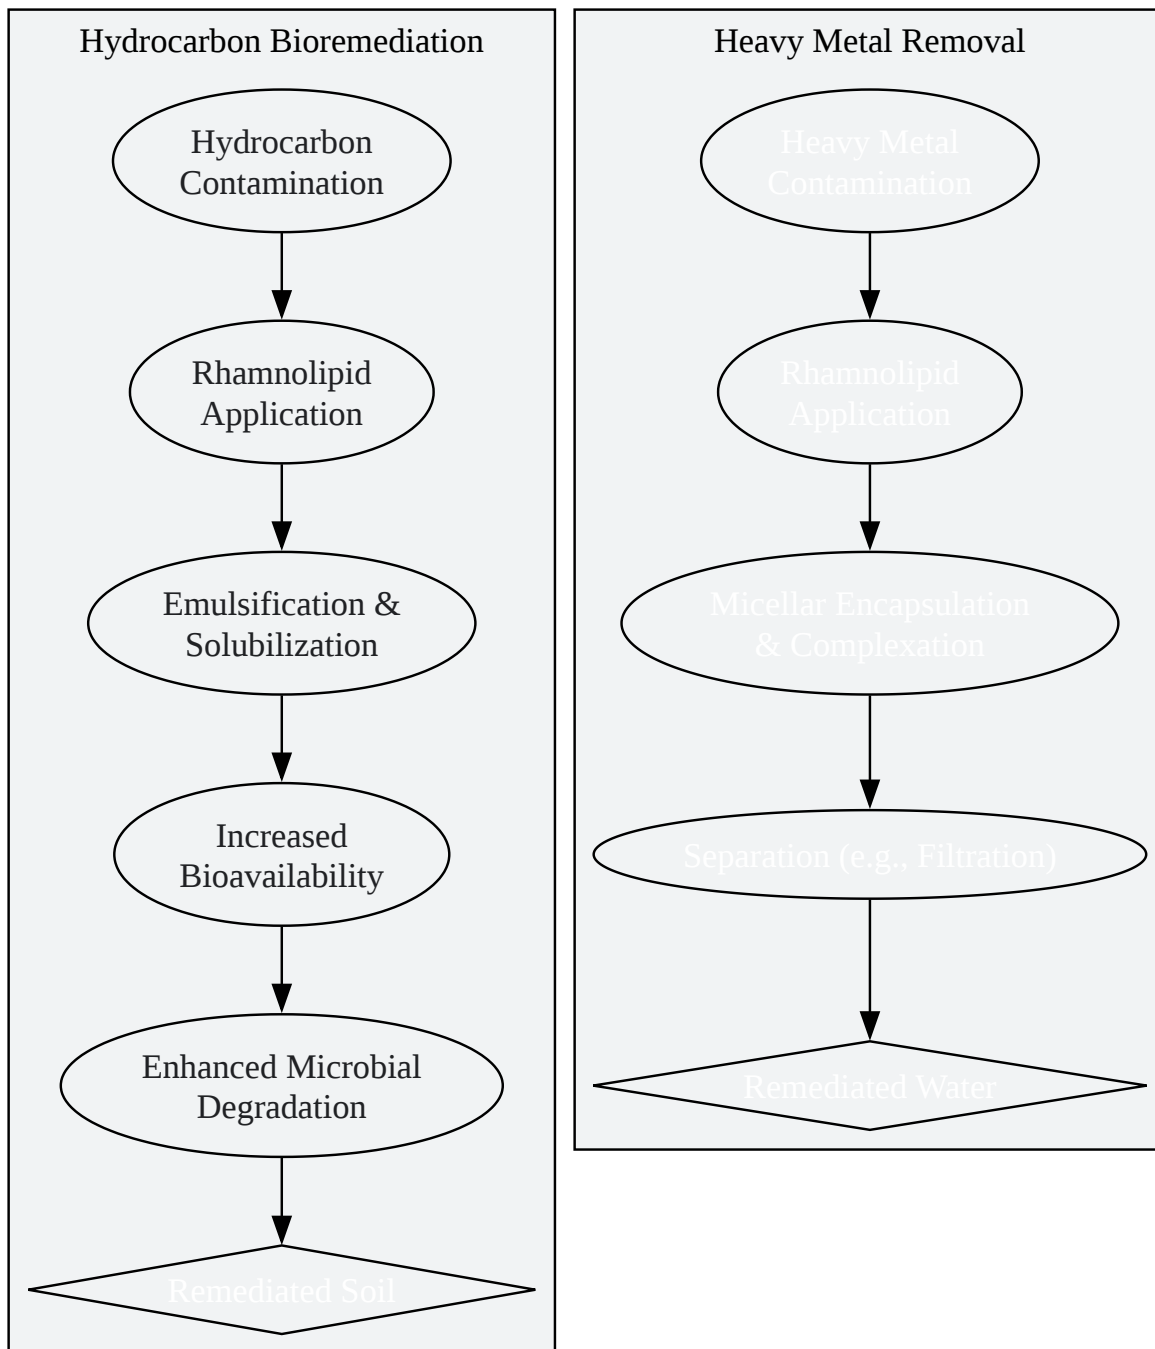 Hydrocarbon Bioremediation
Hydrocarbon
Contamination
Rhamnolipid
Application
Emulsification &
Solubilization
Increased
Bioavailability
Enhanced Microbial
Degradation
Remediated Soil
Heavy Metal Removal
Heavy Metal
Contamination
Rhamnolipid
Application
Micellar Encapsulation
& Complexation
Separation (e.g., Filtration)
Remediated Water